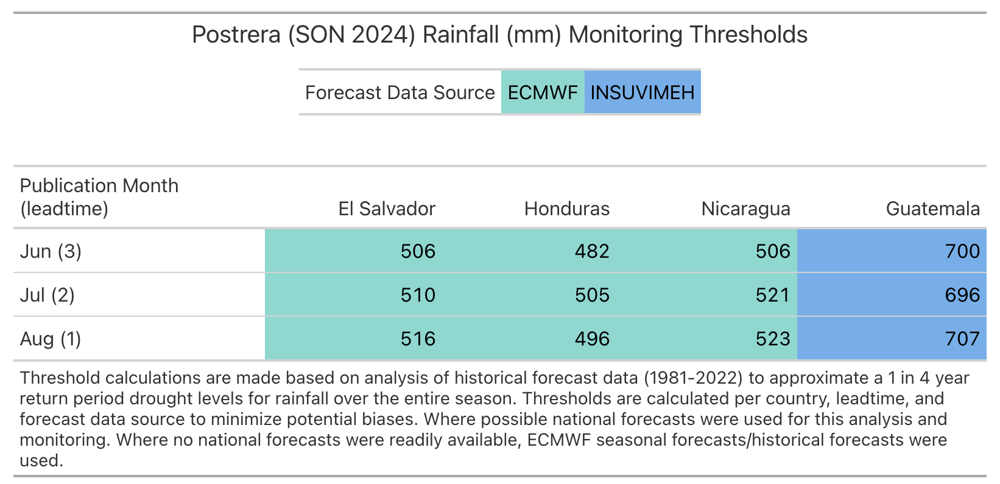 Postrera (SON 2024) Rainfall (mm) Monitoring Thresholds
Forecast Data Source ECMWF INSUVIMEH
Publication Month
(leadtime) El Salvador Honduras Nicaragua Guatemala
Jun (3) 506 482 506 700
Jul (2) 510 505 521 696
Aug (1) 516 496 523 707
Threshold calculations are made based on analysis of historical forecast data (1981-2022) to approximate a 1 in 4 year
return period drought levels for rainfall over the entire season. Thresholds are calculated per country, leadtime, and
forecast data source to minimize potential biases. Where possible national forecasts were used for this analysis and
monitoring. Where no national forecasts were readily available, ECMWF seasonal forecasts/historical forecasts were
used.